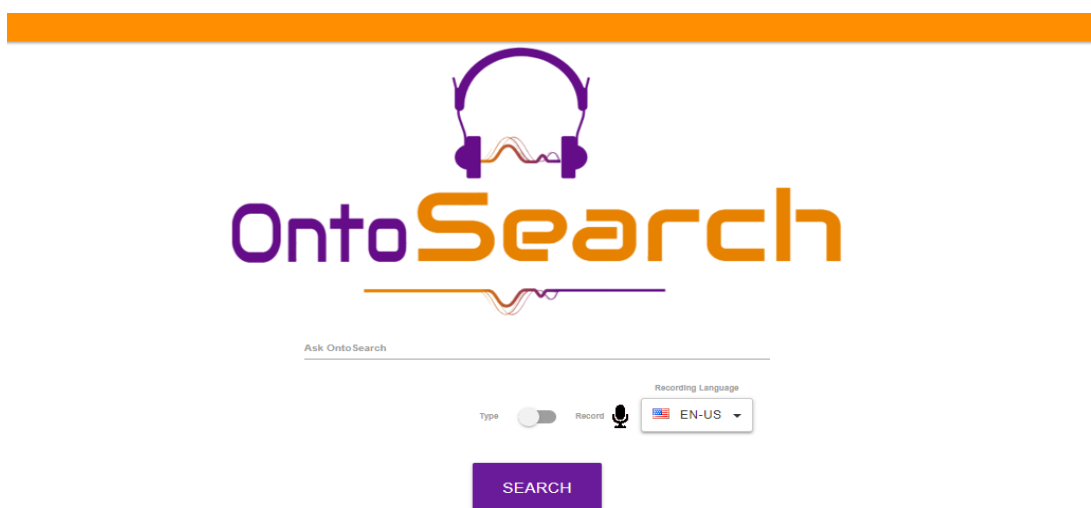 OntoSearch
Ask OntoSearch
Recording Language
Type Record EN-US
SEARCH